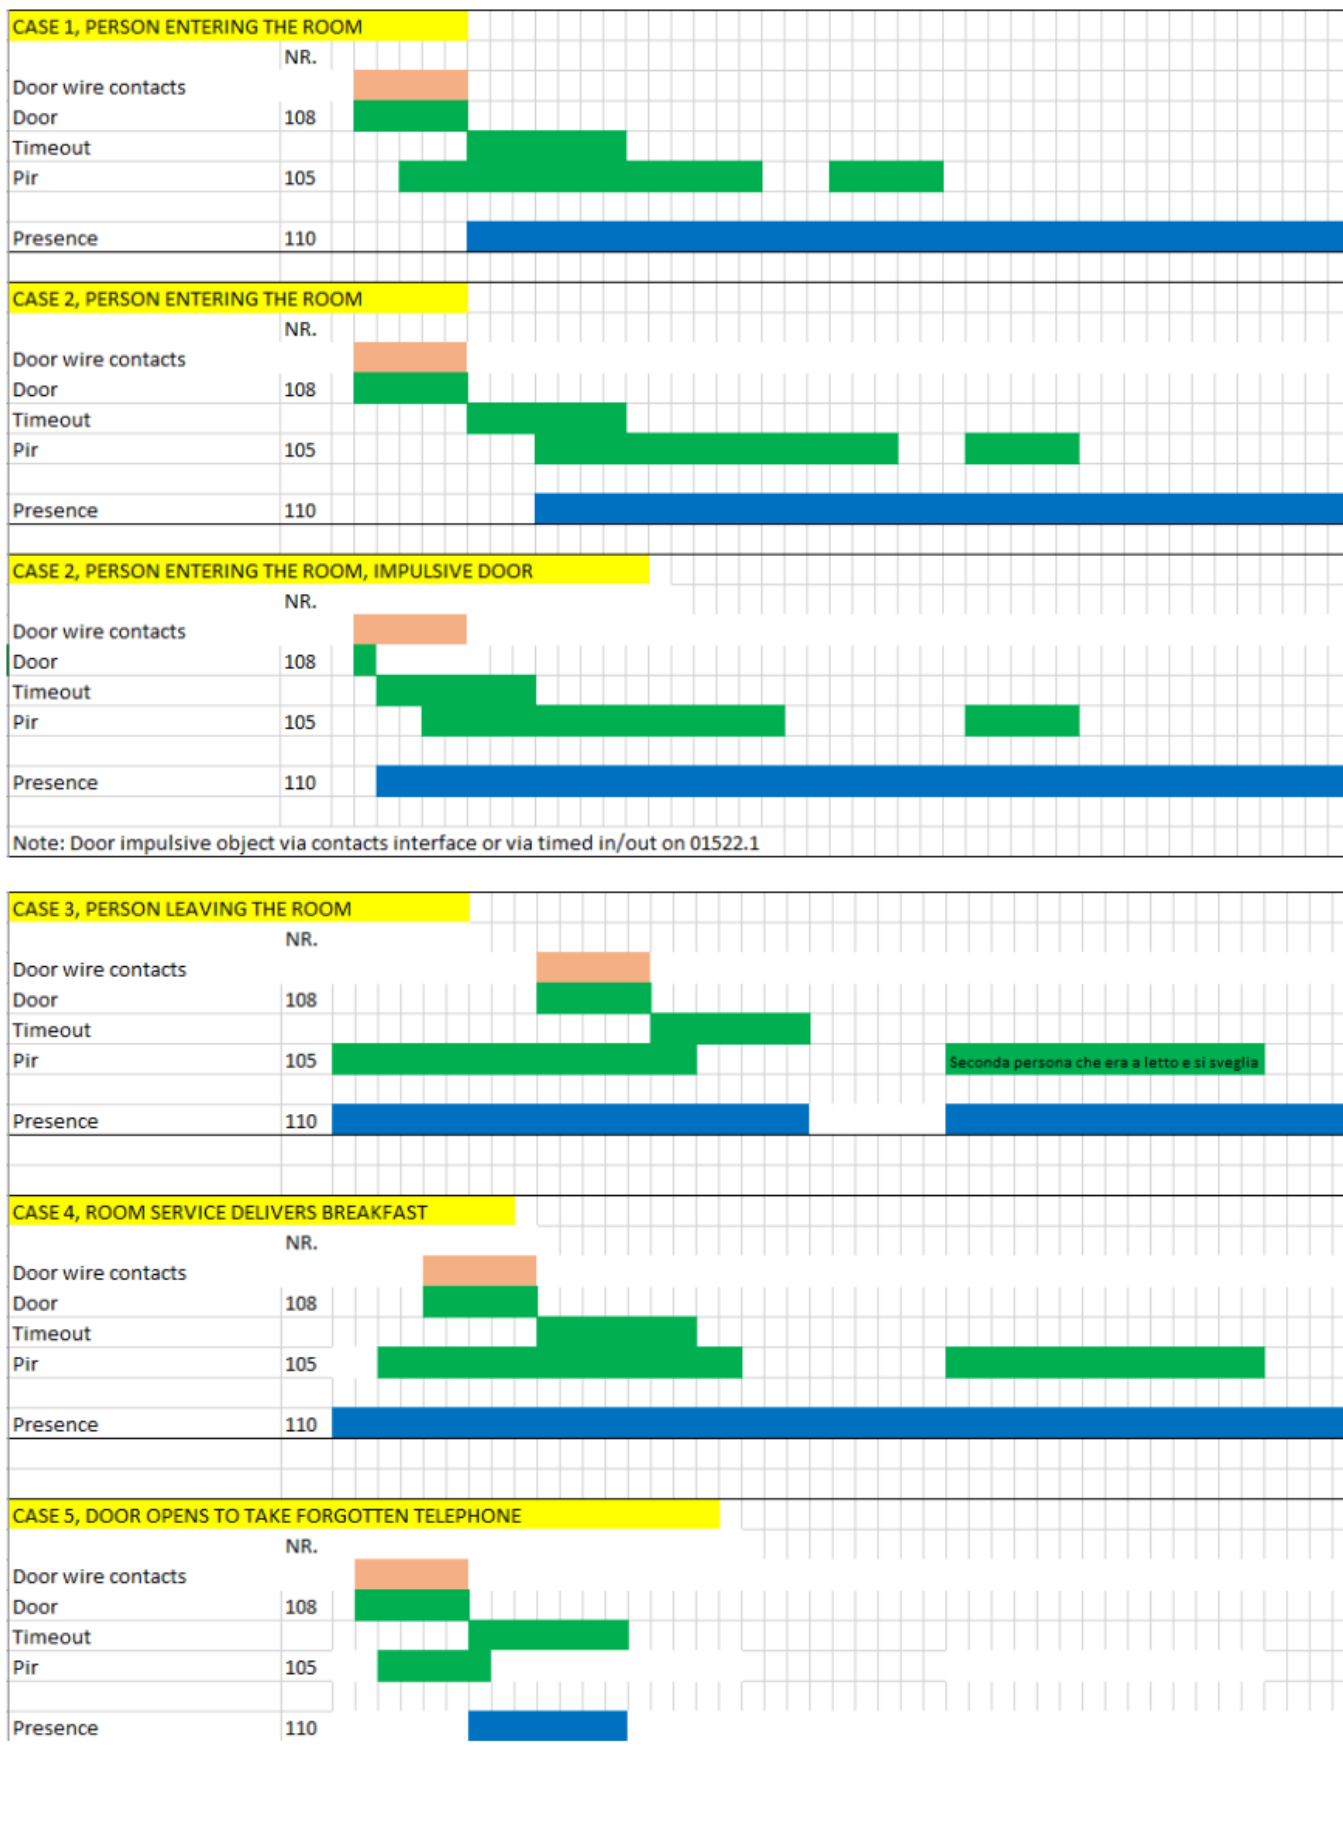 CASE 1, PERSON ENTERING THE ROOM
NR.
Door wire contacts
Door 108
Timeout
Pir 105
Presence 110
CASE 2, PERSON ENTERING THE ROOM
NR.
Door wire contacts
Door 108
Timeout
Pir 105
Presence 110
CASE 2, PERSON ENTERING THE ROOM, IMPULSIVE DOOR
NR.
Door wire contacts
Door 108
Timeout
Pir 105
Presence 110
Note: Door impulsive object via contacts interface or via timed in/out on 01522.1
CASE 3, PERSON LEAVING THE ROOM
NR.
Door wire contacts
Door 108
Timeout
Pir 105 Seconda persona che era a letto e si sveglia
Presence 110
CASE 4, ROOM SERVICE DELIVERS BREAKFAST
NR.
Door wire contacts
Door 108
Timeout
Pir 105
Presence 110
CASE 5, DOOR OPENS TO TAKE FORGOTTEN TELEPHONE
NR.
Door wire contacts
Door 108
Timeout
Pir 105
Presence 110